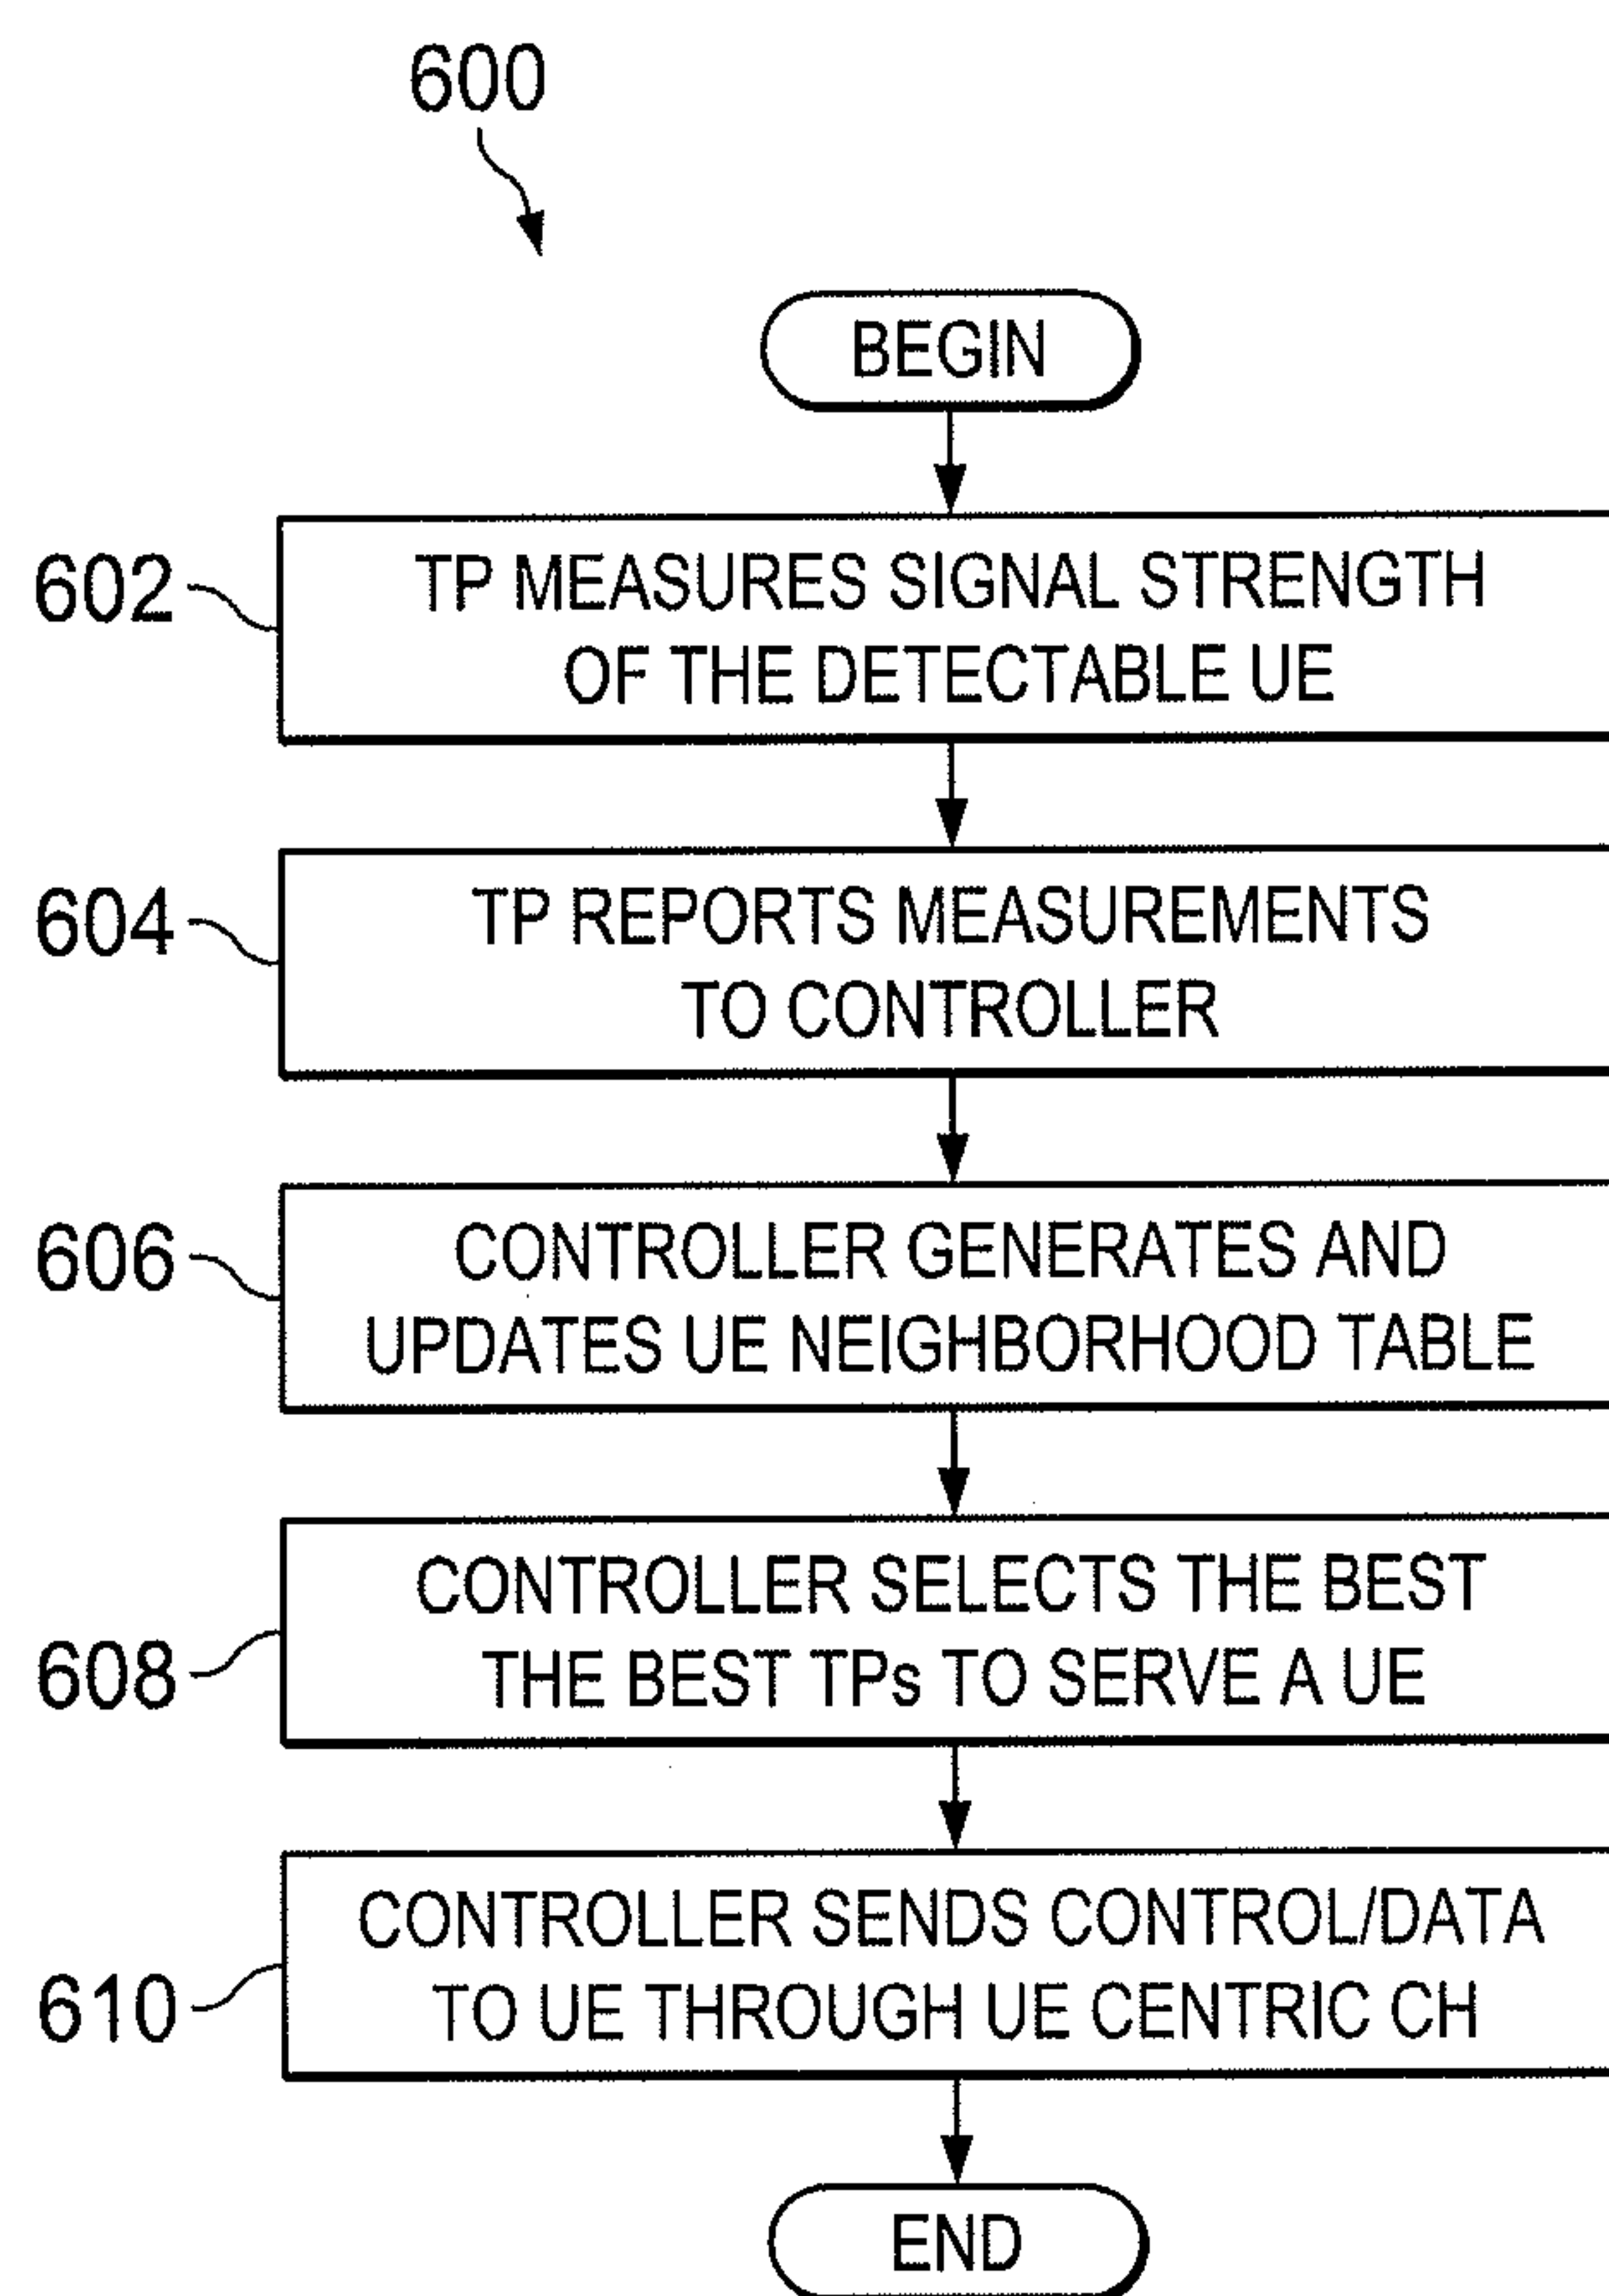 600
BEGIN
602
TP MEASURES SIGNAL STRENGTH
OF THE DETECTABLE UE
604
TP REPORTS MEASUREMENTS
TO CONTROLLER
606
CONTROLLER GENERATES AND
UPDATES UE NEIGHBORHOOD TABLE
608
CONTROLLER SELECTS THE BEST
THE BEST TPs TO SERVE A UE
610
CONTROLLER SENDS CONTROL/DATA
TO UE THROUGH UE CENTRIC CH
END